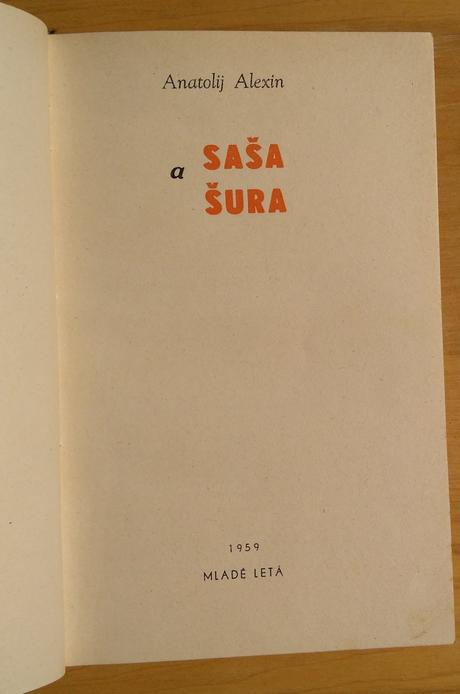 Anatolij Alexin
SAŠA
a
ŠURA
1959
MLADÉ LETÁ